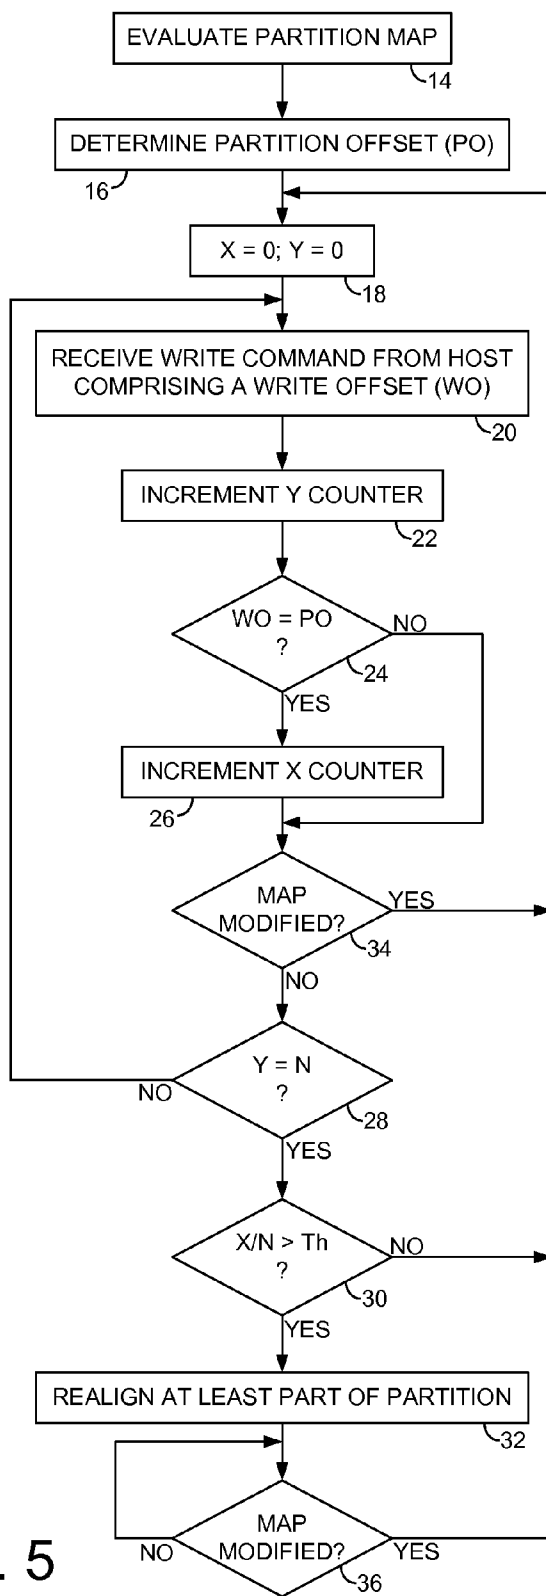 EVALUATE PARTITION MAP
14
DETERMINE PARTITION OFFSET (PO)
16
X = 0; Y = 0
18
RECEIVE WRITE COMMAND FROM HOST
COMPRISING A WRITE OFFSET (WO)
20
INCREMENT Y COUNTER
22
WO = PO
?
NO
24
YES
INCREMENT X COUNTER
26
MAP
MODIFIED?
YES
34
NO
Y = N
?
NO
28
YES
X/N > Th
?
NO
30
YES
REALIGN AT LEAST PART OF PARTITION
32
MAP
MODIFIED?
NO
YES
36
. 5